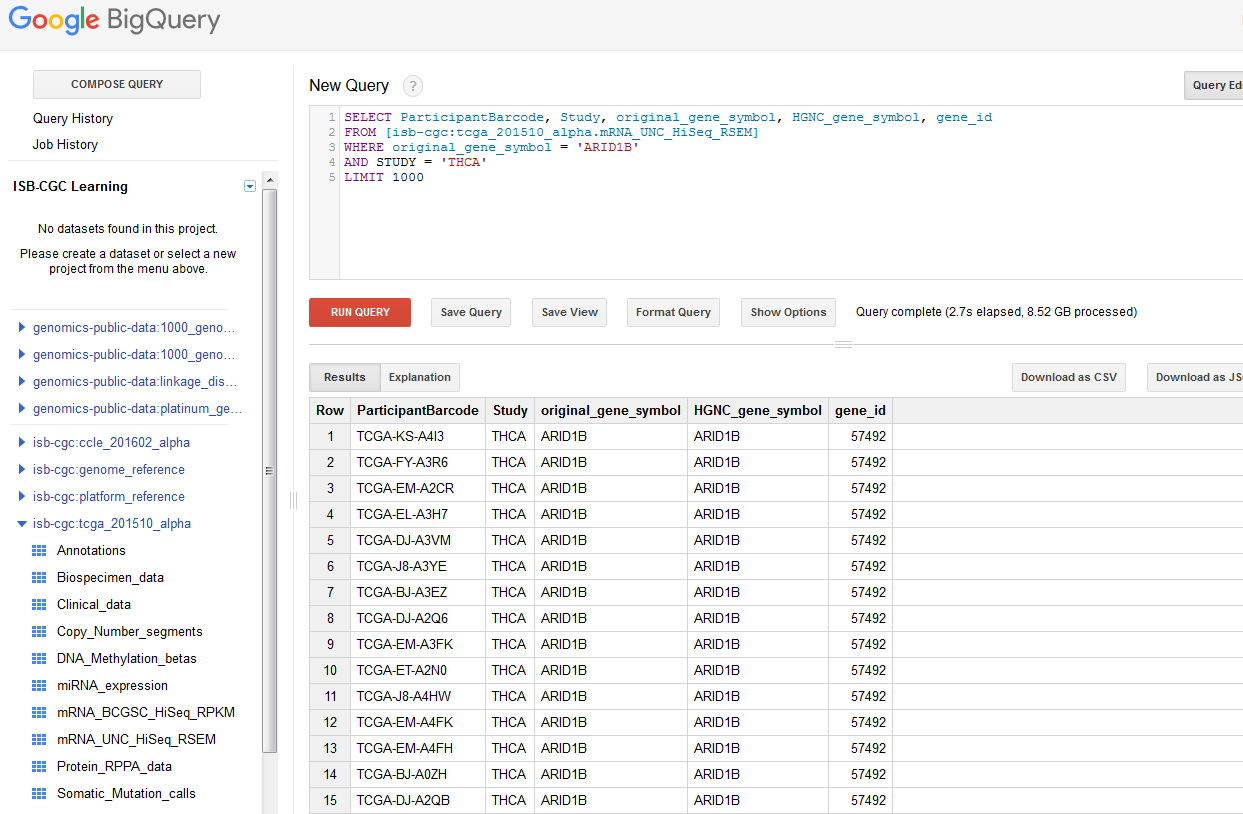 Google BigQuery
COMPOSE QUERY
Query History
Job History
ISB-CGC Learning
No datasets found in this project.
Please create a dataset or select a new
project from the menu above.
genomics-public-data:1000_geno...
genomics-public-data:1000_geno...
genomics-public-data:linkage_dis...
genomics-public-data:platinum_ge...
isb-cgc:ccle_201602_alpha
isb-cgc:genome_reference
isb-cgc:platform_reference
isb-cgc:tcga_201510_alpha
Annotations
Biospecimen_data
Clinical_data
Copy_Number_segments
DNA_Methylation_betas
miRNA_expression
mRNA_BCGSC_HiSeq_RPKM
mRNA_UNC_HiSeq_RSEM
Protein_RPPA_data
Somatic_Mutation_calls
New Query ?
Query Edi
1 SELECT ParticipantBarcode, Study, original_gene_symbol, HGNC_gene_symbol, gene_id
2 FROM [isb-cgc:tcga_201510_alpha.mRNA_UNC_HiSeq_RSEM]
3 WHERE original_gene_symbol = 'ARID1B'
4 AND STUDY = 'THCA'
5 LIMIT 1000
RUN QUERY Save Query Save View Format Query Show Options Query complete (2.7s elapsed, 8.52 GB processed)
Results Explanation Download as CSV Download as JS
Row ParticipantBarcode Study original_gene_symbol HGNC_gene_symbol gene_id
1 TCGA-KS-A4I3 THCA ARID1B ARID1B 57492
2 TCGA-FY-A3R6 THCA ARID1B ARID1B 57492
3 TCGA-EM-A2CR THCA ARID1B ARID1B 57492
4 TCGA-EL-A3H7 THCA ARID1B ARID1B 57492
5 TCGA-DJ-A3VM THCA ARID1B ARID1B 57492
6 TCGA-J8-A3YE THCA ARID1B ARID1B 57492
7 TCGA-BJ-A3EZ THCA ARID1B ARID1B 57492
8 TCGA-DJ-A2Q6 THCA ARID1B ARID1B 57492
9 TCGA-EM-A3FK THCA ARID1B ARID1B 57492
10 TCGA-ET-A2N0 THCA ARID1B ARID1B 57492
11 TCGA-J8-A4HW THCA ARID1B ARID1B 57492
12 TCGA-EM-A4FK THCA ARID1B ARID1B 57492
13 TCGA-EM-A4FH THCA ARID1B ARID1B 57492
14 TCGA-BJ-A0ZH THCA ARID1B ARID1B 57492
15 TCGA-DJ-A2QB THCA ARID1B ARID1B 57492